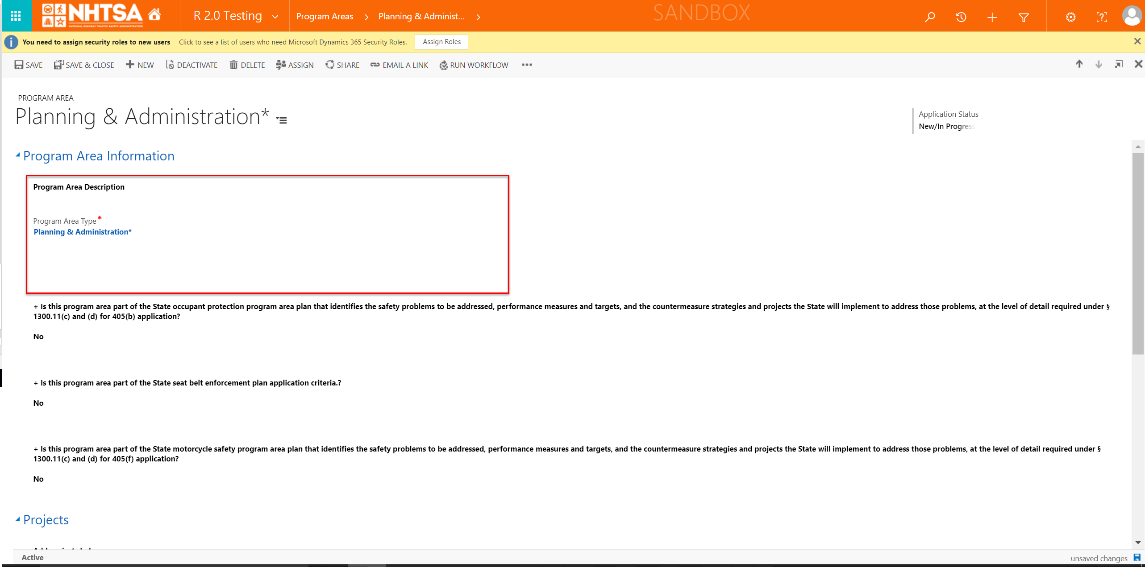 NHTSA
R 2.0 Testing
Program Areas
Planning & Administ...
SANDBOX
You need to assign security roles to new users Click to see a list of users who need Microsoft Dynamics 365 Security Roles. Assign Roles
SAVE SAVE & CLOSE + NEW DEACTIVATE DELETE ASSIGN SHARE EMAIL A LINK RUN WORKFLOW •••
PROGRAM AREA
Planning & Administration*
Application Status
New/In Progress
Program Area Information
Program Area Description
Program Area Type*
Planning & Administration*
+ Is this program area part of the State occupant protection program area plan that identifies the safety problems to be addressed, performance measures and targets, and the countermeasure strategies and projects the State will implement to address those problems, at the level of detail required under §
1300.11(c) and (d) for 405(b) application?
No
+ Is this program area part of the State seat belt enforcement plan application criteria.?
No
+ Is this program area part of the State motorcycle safety program area plan that identifies the safety problems to be addressed, performance measures and targets, and the countermeasure strategies and projects the State will implement to address those problems, at the level of detail required under §
1300.11(c) and (d) for 405(f) application?
No
Projects
Active
unsaved changes